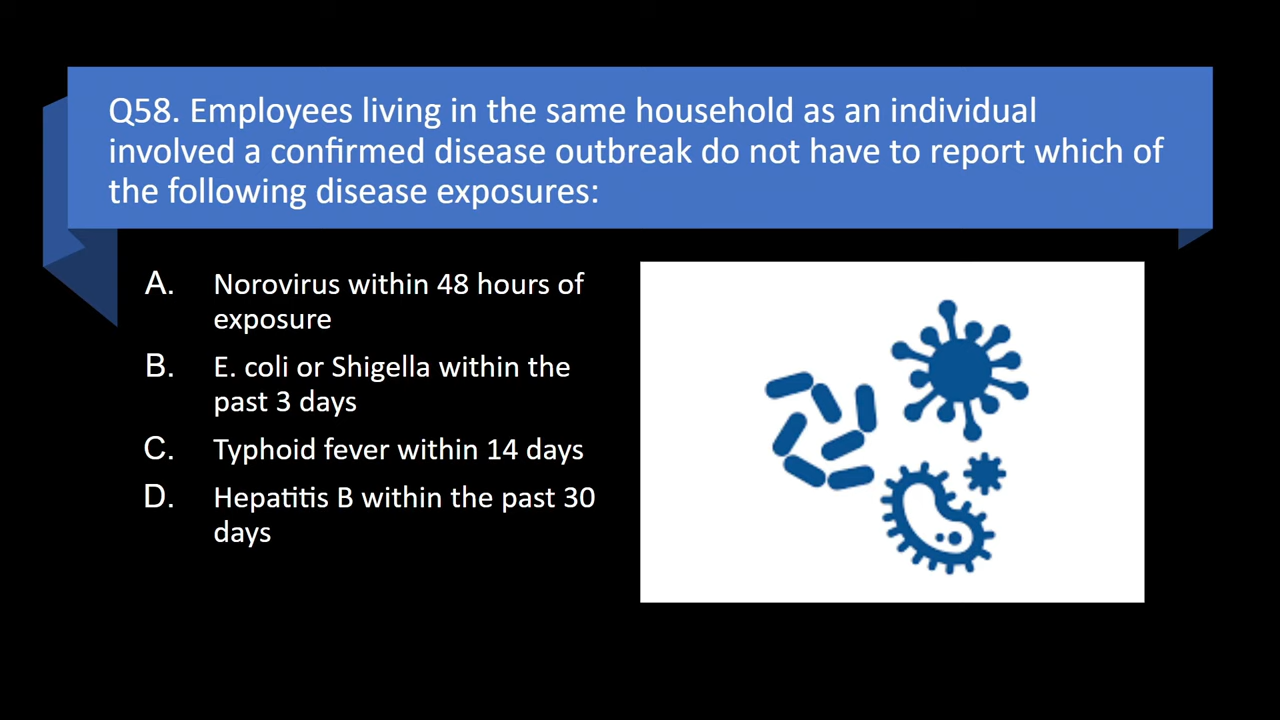 Q58. Employees living in the same household as an individual
involved a confirmed disease outbreak do not have to report which of
the following disease exposures:
A. Norovirus within 48 hours of
exposure
B. E. coli or Shigella within the
past 3 days
C. Typhoid fever within 14 days
D. Hepatitis B within the past 30
days